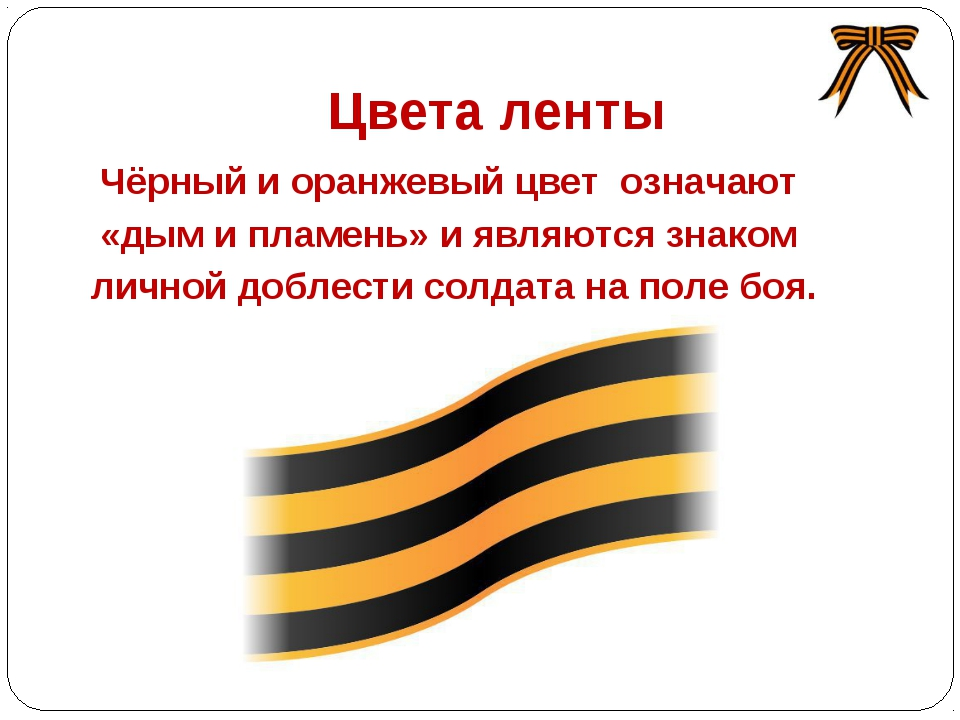 Цвета ленты
Чёрный и оранжевый цвет означают
«дым и пламень» и являются знаком
личной доблести солдата на поле боя.